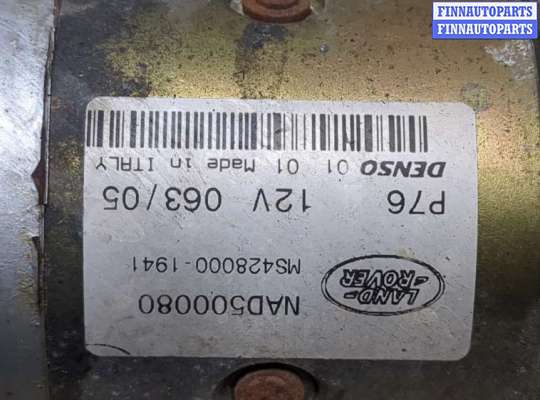 FINNAUTOPARTS
FINNAUTOPARTS
NAD500080
LAND-
-ROVER
MS428000-1941
P76 12V 063/05
DENSO 01 01 Made in ITALY